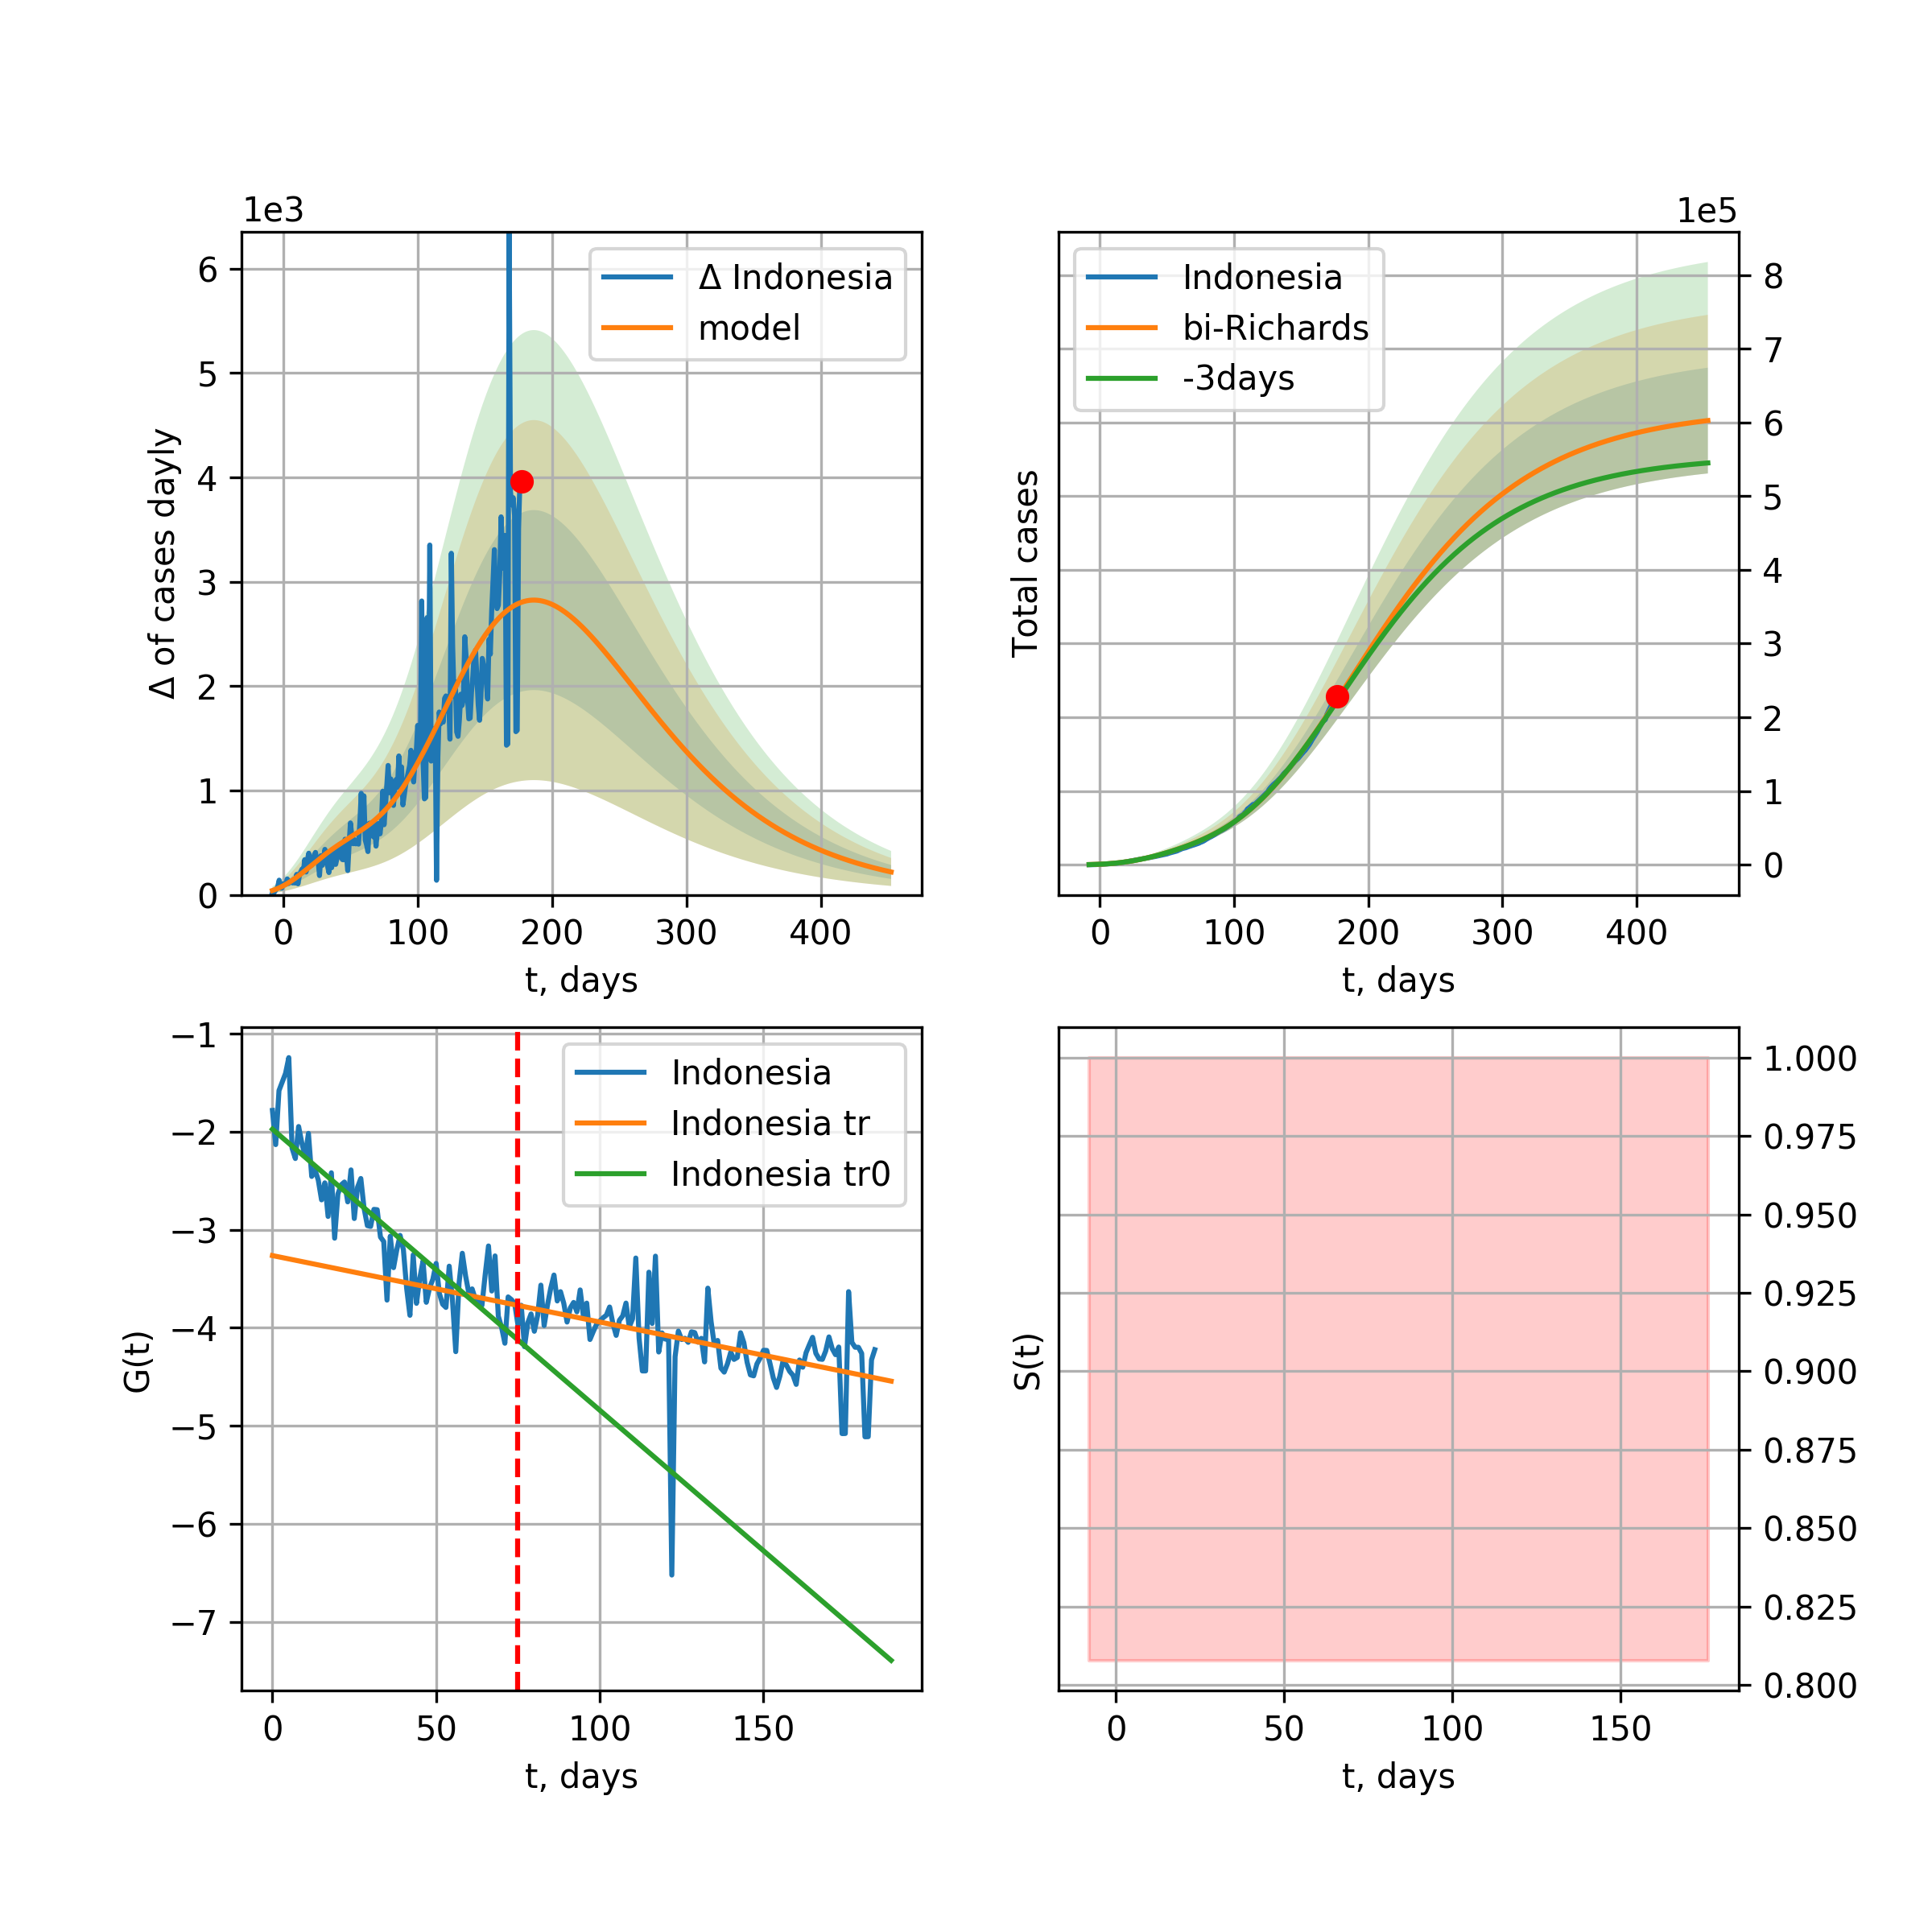 1e3
6
5
4
3
2
1
0
Δ of cases dayly
Δ Indonesia
model
0 100 200 300 400
t, days
1e5
8
7
6
5
4
3
2
1
0
Total cases
Indonesia
bi-Richards
-3days
0 100 200 300 400
t, days
−1
−2
−3
−4
−5
−6
−7
G(t)
Indonesia
Indonesia tr
Indonesia tr0
0 50 100 150
t, days
1.000
0.975
0.950
0.925
0.900
0.875
0.850
0.825
0.800
S(t)
0 50 100 150
t, days